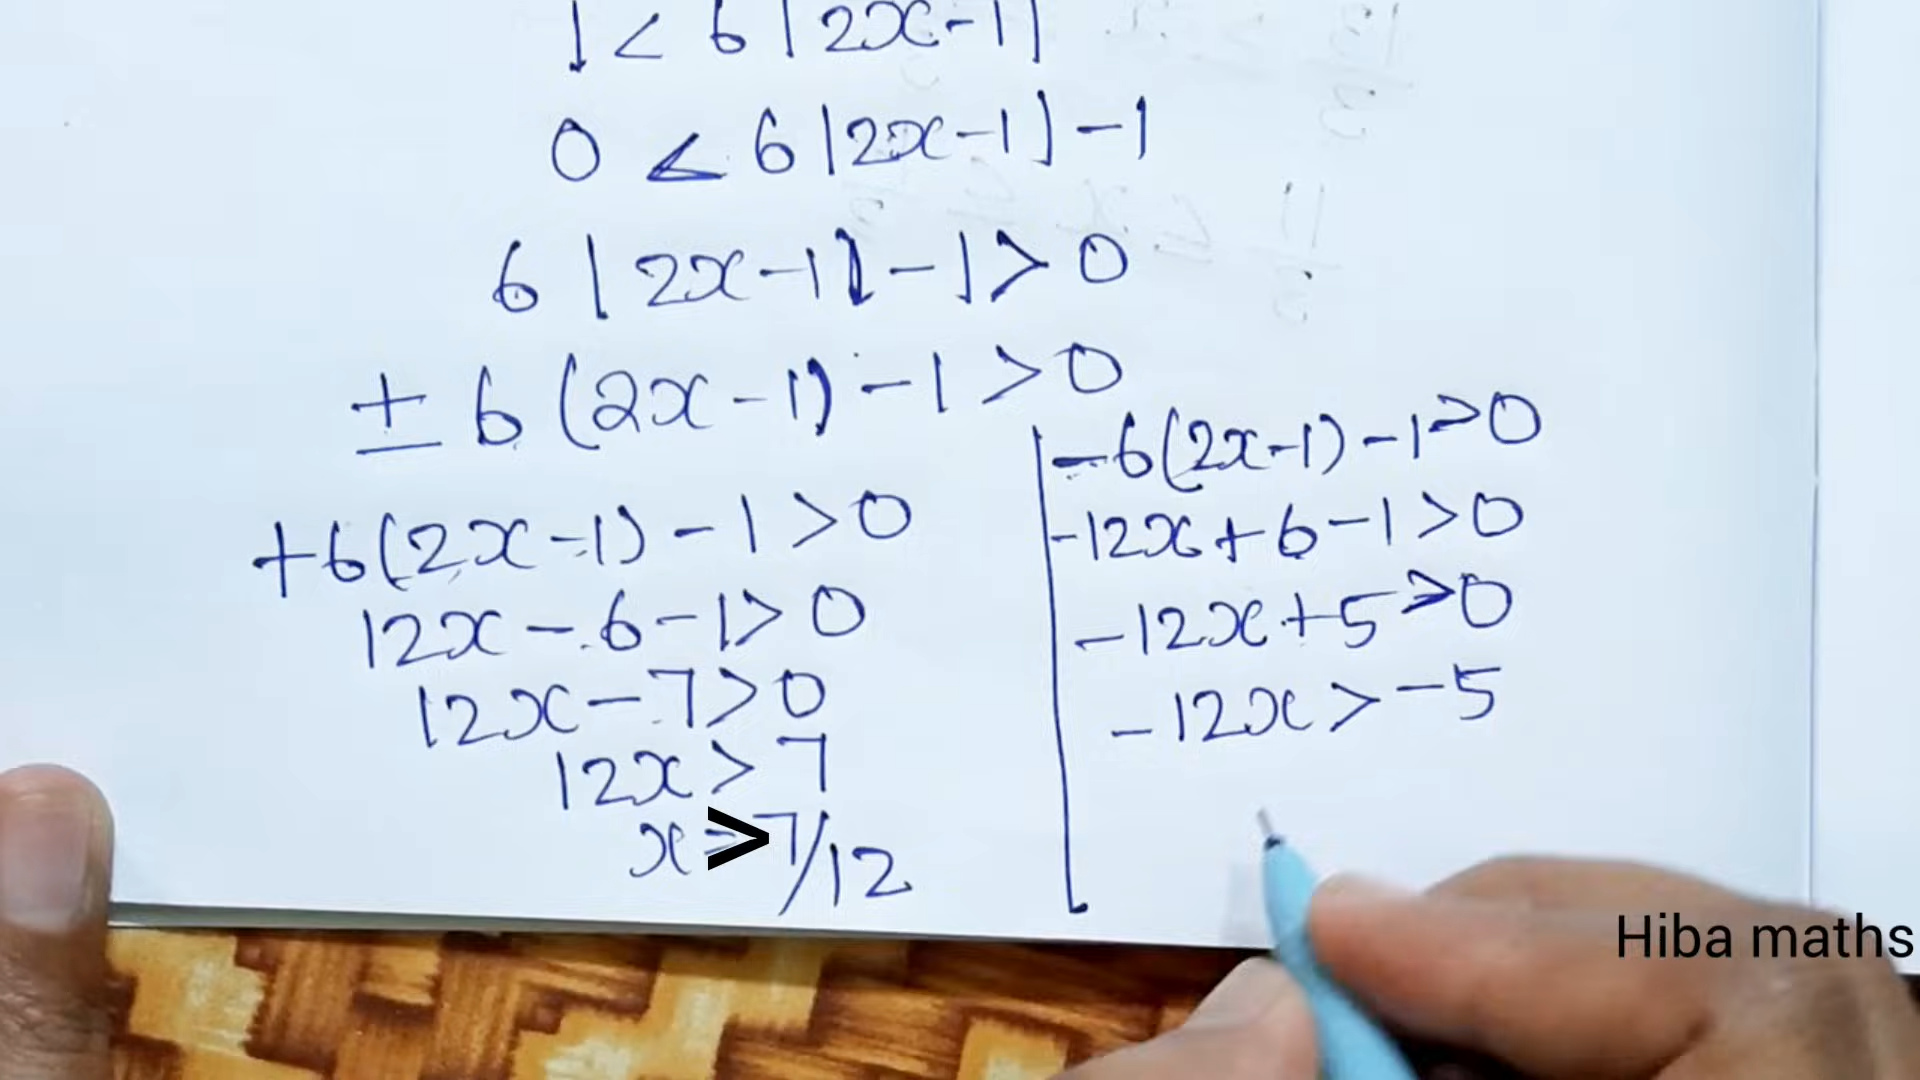 1 < 6 |2x-1|
0 < 6 |2x-1| - 1
6 | 2x-1| - 1 > 0
± 6 (2x-1) - 1 > 0
+6(2x-1) - 1 > 0
12x - 6 - 1 > 0
12x - 7 > 0
12x > 7
x > 7/12
-6(2x-1) - 1 > 0
-12x + 6 - 1 > 0
-12x + 5 > 0
-12x > -5
Hiba maths